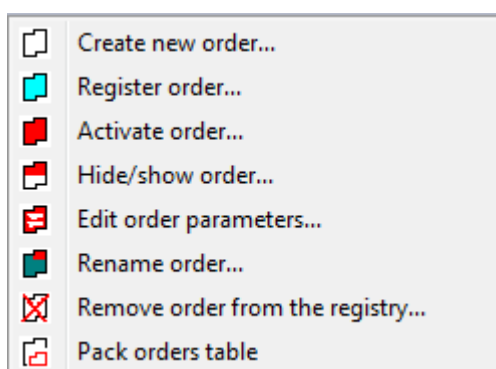 Create new order...
Register order...
Activate order...
Hide/show order...
Edit order parameters...
Rename order...
Remove order from the registry...
Pack orders table